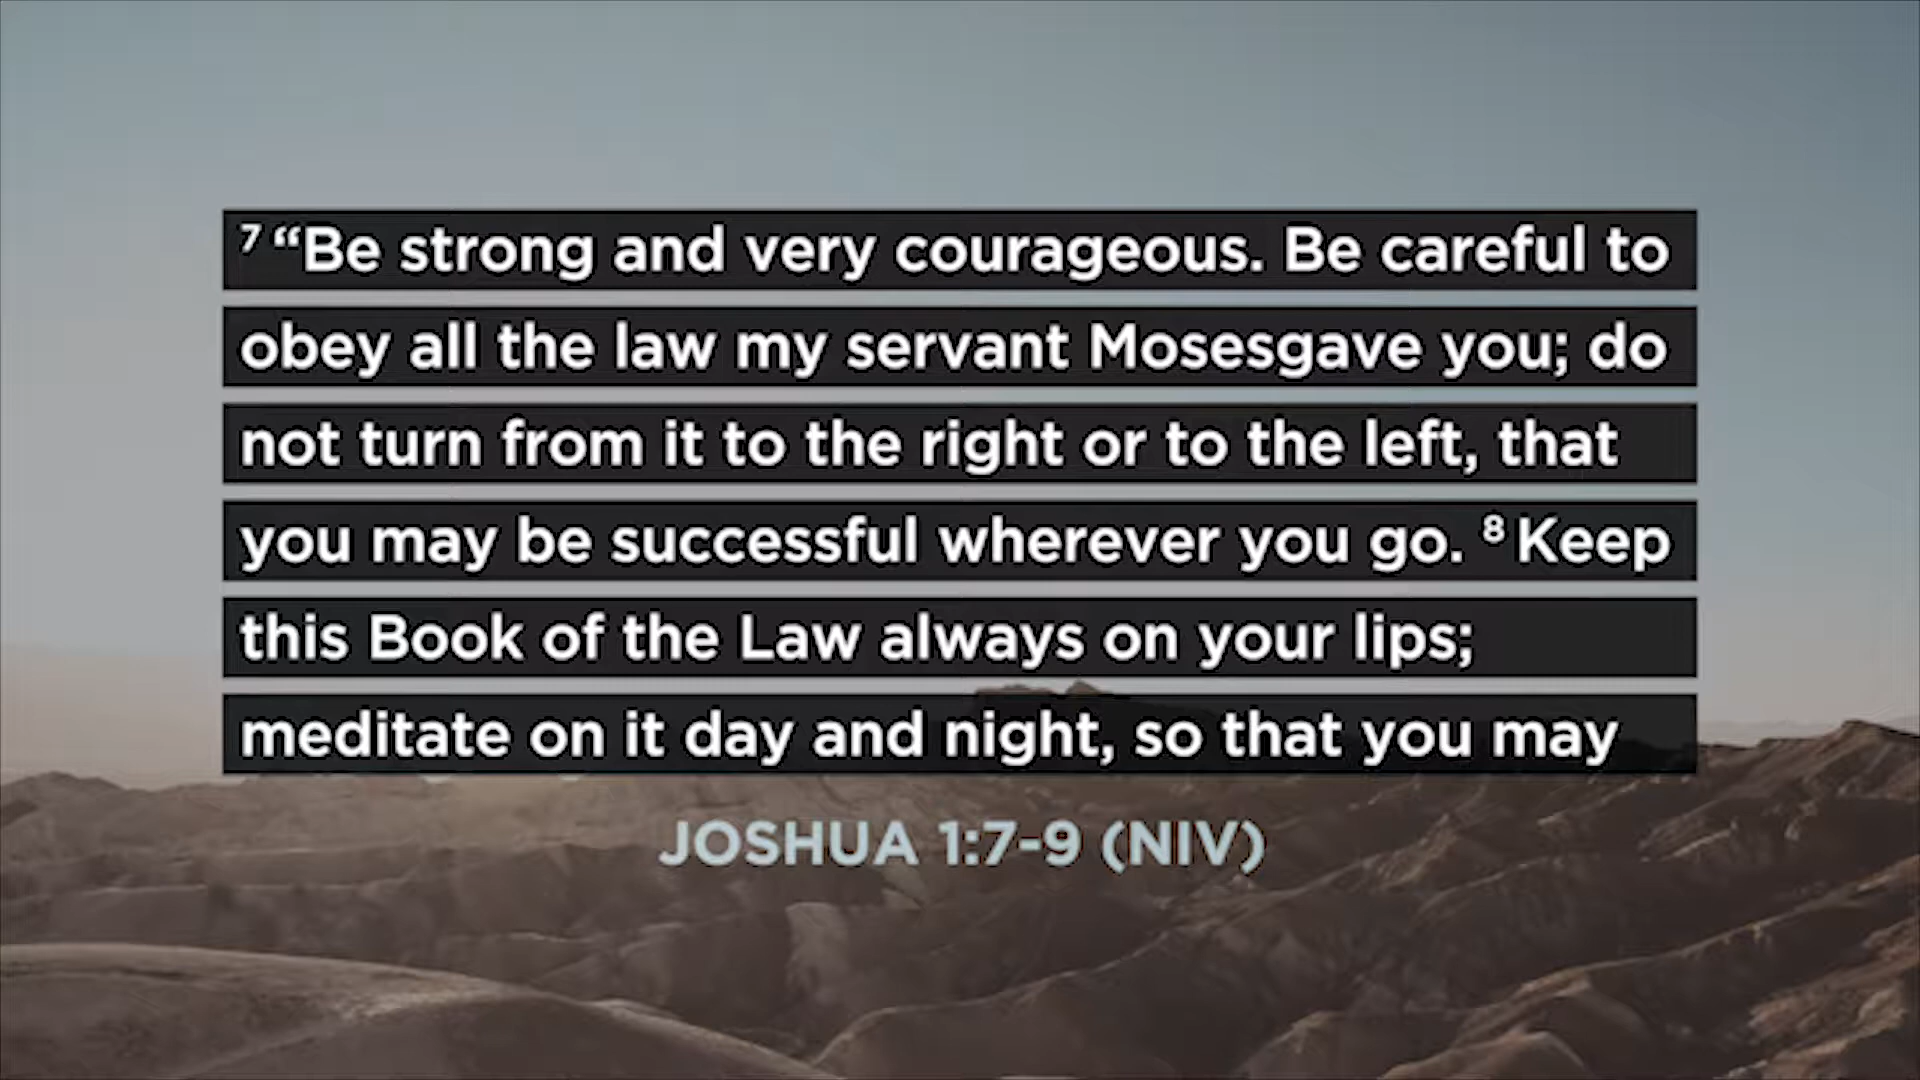 ⁷ “Be strong and very courageous. Be careful to
obey all the law my servant Mosesgave you; do
not turn from it to the right or to the left, that
you may be successful wherever you go. ⁸ Keep
this Book of the Law always on your lips;
meditate on it day and night, so that you may
JOSHUA 1:7-9 (NIV)